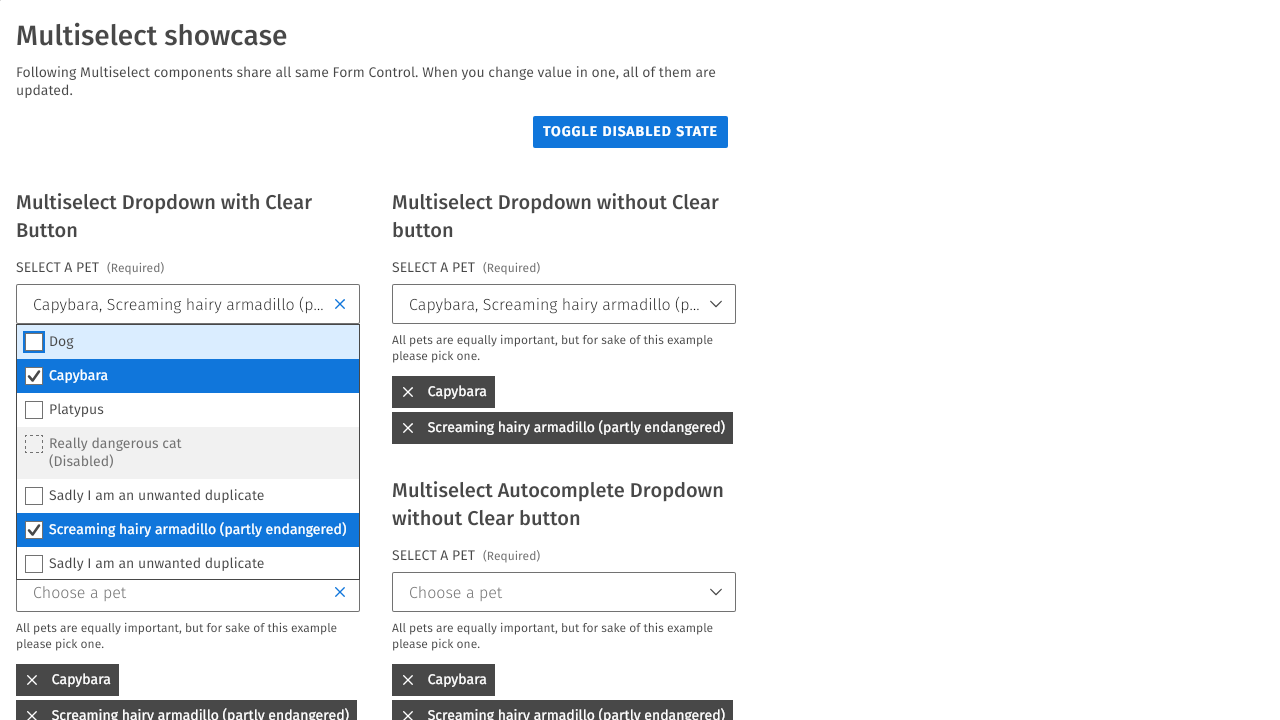 Multiselect showcase
Following Multiselect components share all same Form Control. When you change value in one, all of them are
updated.
TOGGLE DISABLED STATE
Multiselect Dropdown with Clear
Button
SELECT A PET (Required)
Capybara, Screaming hairy armadillo (p...
Dog
Capybara
Platypus
Really dangerous cat
(Disabled)
Sadly I am an unwanted duplicate
Screaming hairy armadillo (partly endangered)
Sadly I am an unwanted duplicate
Choose a pet
All pets are equally important, but for sake of this example
please pick one.
Capybara
Screaming hairy armadillo (partly endangered)
Multiselect Dropdown without Clear
button
SELECT A PET (Required)
Capybara, Screaming hairy armadillo (p...
All pets are equally important, but for sake of this example
please pick one.
Capybara
Screaming hairy armadillo (partly endangered)
Multiselect Autocomplete Dropdown
without Clear button
SELECT A PET (Required)
Choose a pet
All pets are equally important, but for sake of this example
please pick one.
Capybara
Screaming hairy armadillo (partly endangered)